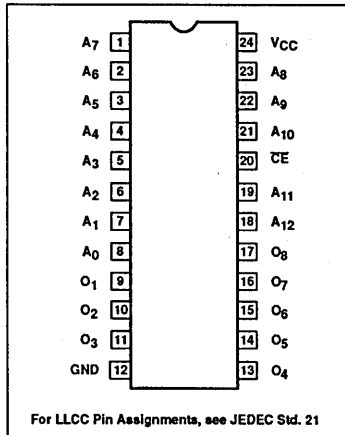 A7 1 24 VCC
A6 2 23 A8
A5 3 22 A9
A4 4 21 A10
A3 5 20 C̅E̅
A2 6 19 A11
A1 7 18 A12
A0 8 17 O8
O1 9 16 O7
O2 10 15 O6
O3 11 14 O5
GND 12 13 O4
For LLCC Pin Assignments, see JEDEC Std. 21